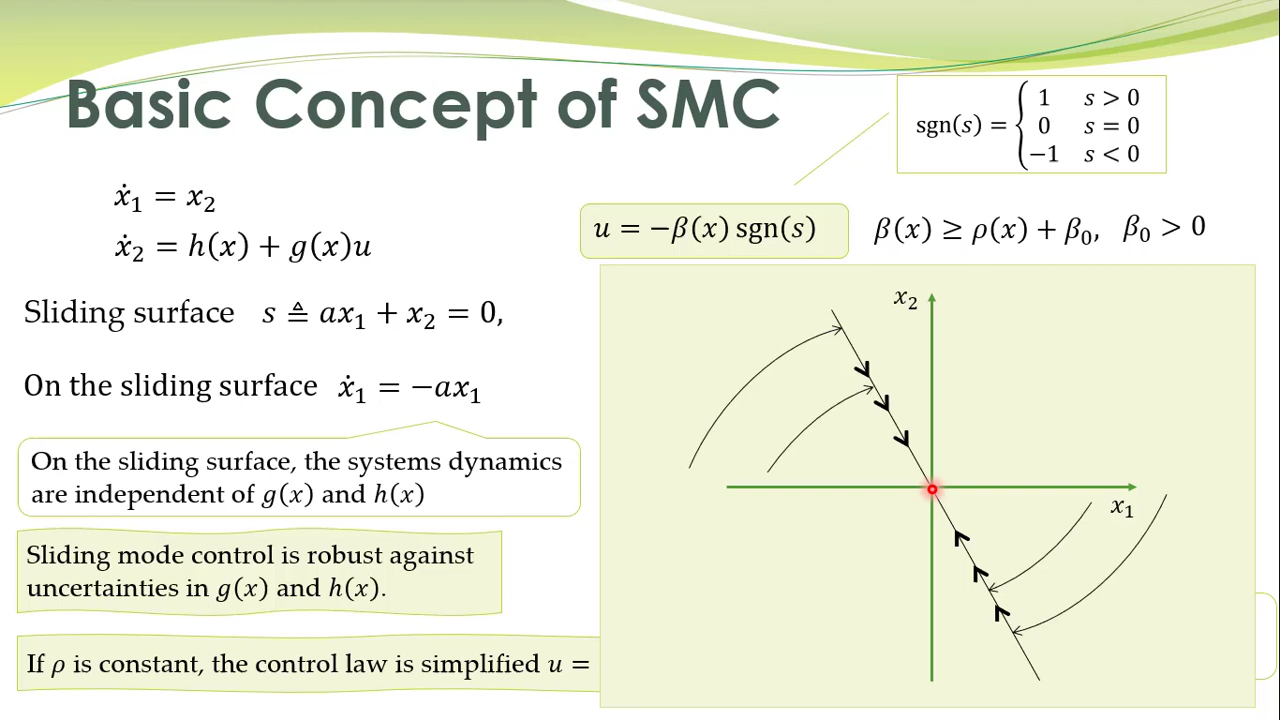 Basic Concept of SMC
sgn(s) = { 1 s > 0
0 s = 0
−1 s < 0
ẋ₁ = x₂
ẋ₂ = h(x) + g(x)u
u = −β(x) sgn(s)
β(x) ≥ ρ(x) + β₀, β₀ > 0
Sliding surface s ≜ ax₁ + x₂ = 0,
On the sliding surface ẋ₁ = −ax₁
On the sliding surface, the systems dynamics
are independent of g(x) and h(x)
Sliding mode control is robust against
uncertainties in g(x) and h(x).
If ρ is constant, the control law is simplified u =
x₂
x₁